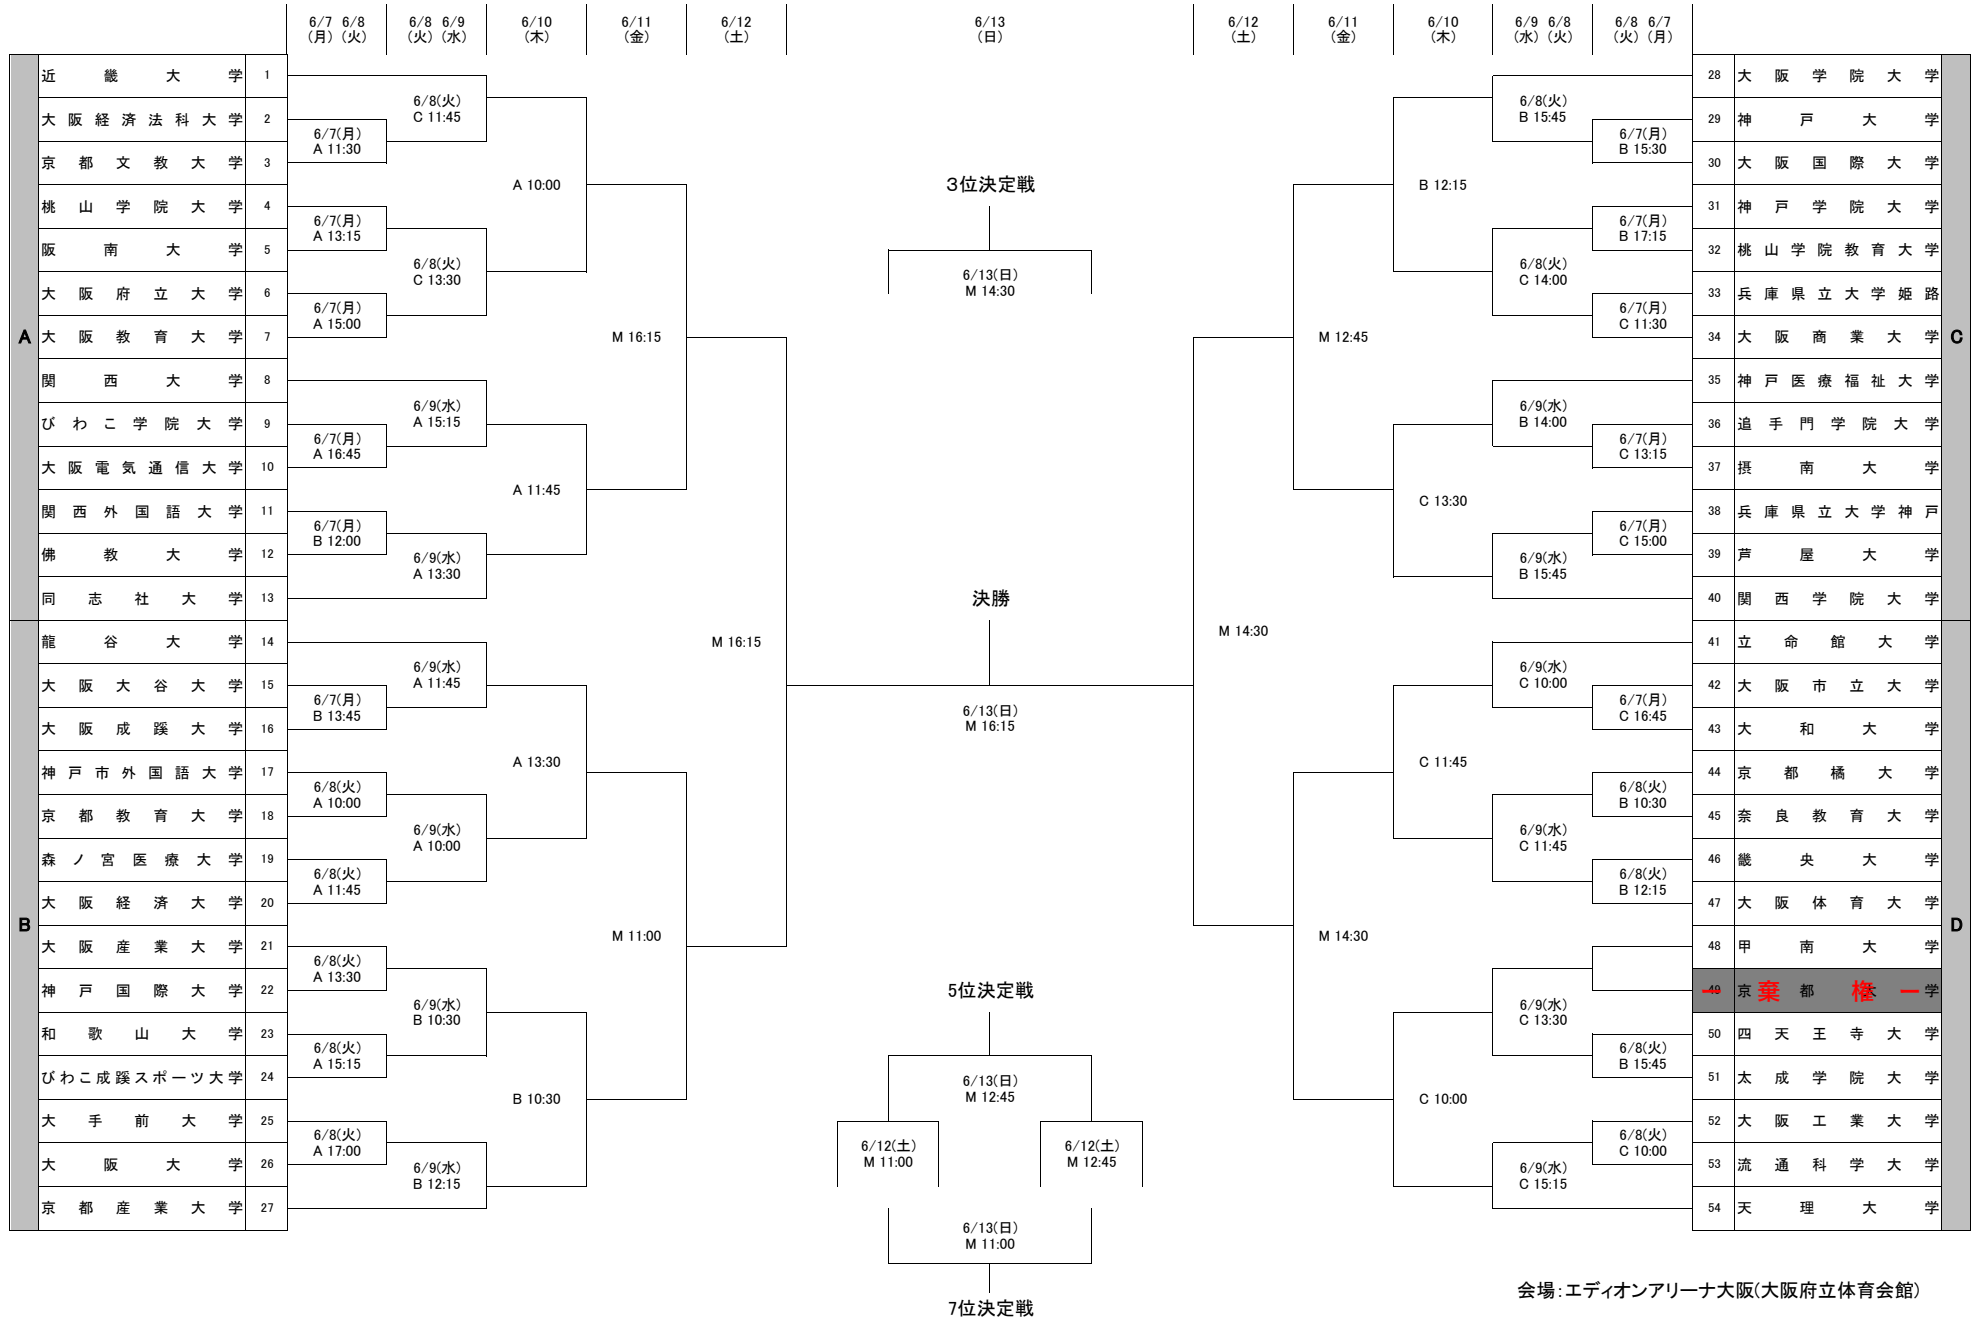 6/7 6/8
(月) (火)
6/8 6/9
(火) (水)
6/10
(木)
6/11
(金)
6/12
(土)
6/13
(日)
6/12
(土)
6/11
(金)
6/10
(木)
6/9 6/8
(水) (火)
6/8 6/7
(火) (月)
A
近畿大学 1
大阪経済法科大学 2
京都文教大学 3
桃山学院大学 4
阪南大学 5
大阪府立大学 6
大阪教育大学 7
関西大学 8
びわこ学院大学 9
大阪電気通信大学 10
関西外国語大学 11
佛教大学 12
同志社大学 13
B
龍谷大学 14
大阪大谷大学 15
大阪成蹊大学 16
神戸市外国語大学 17
京都教育大学 18
森ノ宮医療大学 19
大阪経済大学 20
大阪産業大学 21
神戸国際大学 22
和歌山大学 23
びわこ成蹊スポーツ大学 24
大手前大学 25
大阪大学 26
京都産業大学 27
6/7(月)
A 11:30
6/7(月)
A 13:15
6/7(月)
A 15:00
6/7(月)
A 16:45
6/7(月)
B 12:00
6/7(月)
B 13:45
6/8(火)
A 10:00
6/8(火)
A 11:45
6/8(火)
A 13:30
6/8(火)
A 15:15
6/8(火)
A 17:00
6/8(火)
C 11:45
6/8(火)
C 13:30
6/9(水)
A 15:15
6/9(水)
A 13:30
6/9(水)
A 11:45
6/9(水)
A 10:00
6/9(水)
B 10:30
6/9(水)
B 12:15
A 10:00
A 11:45
A 13:30
B 10:30
M 16:15
M 11:00
M 16:15
3位決定戦
6/13(日)
M 14:30
決勝
6/13(日)
M 16:15
5位決定戦
6/13(日)
M 12:45
6/12(土)
M 11:00
6/12(土)
M 12:45
6/13(日)
M 11:00
7位決定戦
M 14:30
M 12:45
M 14:30
B 12:15
C 13:30
C 11:45
C 10:00
6/8(火)
B 15:45
6/8(火)
C 14:00
6/9(水)
B 14:00
6/9(水)
B 15:45
6/9(水)
C 10:00
6/9(水)
C 11:45
6/9(水)
C 13:30
6/9(水)
C 15:15
6/7(月)
B 15:30
6/7(月)
B 17:15
6/7(月)
C 11:30
6/7(月)
C 13:15
6/7(月)
C 15:00
6/7(月)
C 16:45
6/8(火)
B 10:30
6/8(火)
B 12:15
6/8(火)
B 15:45
6/8(火)
C 10:00
28 大阪学院大学
29 神戸大学
30 大阪国際大学
31 神戸学院大学
32 桃山学院教育大学
33 兵庫県立大学姫路
34 大阪商業大学
35 神戸医療福祉大学
36 追手門学院大学
37 摂南大学
38 兵庫県立大学神戸
39 芦屋大学
40 関西学院大学
C
41 立命館大学
42 大阪市立大学
43 大和大学
44 京都橘大学
45 奈良教育大学
46 畿央大学
47 大阪体育大学
48 甲南大学
49 京都大学
ー棄権ー
50 四天王寺大学
51 太成学院大学
52 大阪工業大学
53 流通科学大学
54 天理大学
D
会場:エディオンアリーナ大阪(大阪府立体育会館)